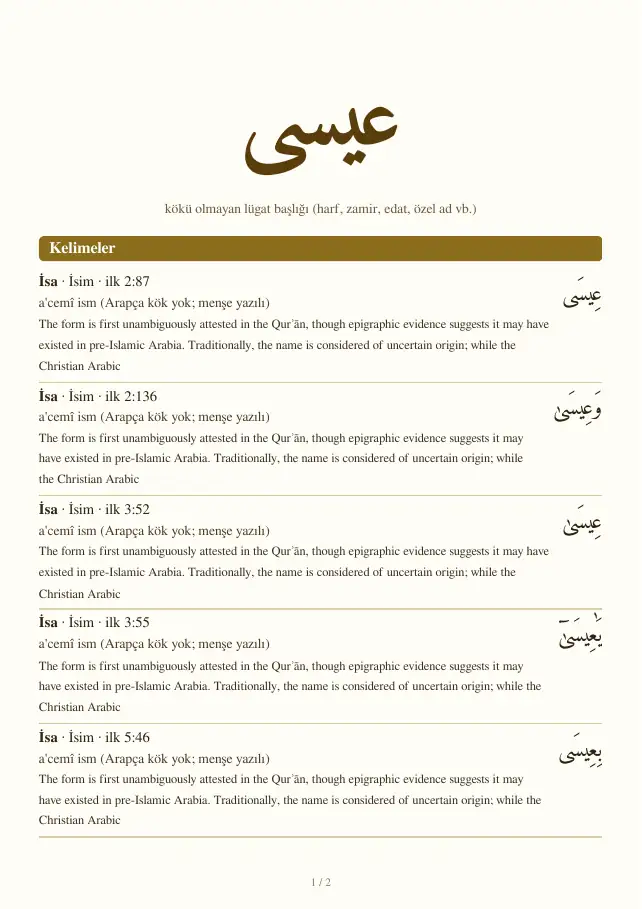 عيسى
kökü olmayan lügat başlığı (harf, zamir, edat, özel ad vb.)
Kelimeler
İsa · İsim · ilk 2:87
عِيسَى
a'cemî ism (Arapça kök yok; menşe yazılı)
The form is first unambiguously attested in the Qurʾān, though epigraphic evidence suggests it may have
existed in pre-Islamic Arabia. Traditionally, the name is considered of uncertain origin; while the
Christian Arabic
İsa · İsim · ilk 2:136
وَعِيسَىٰ
a'cemî ism (Arapça kök yok; menşe yazılı)
The form is first unambiguously attested in the Qurʾān, though epigraphic evidence suggests it may
have existed in pre-Islamic Arabia. Traditionally, the name is considered of uncertain origin; while
the Christian Arabic
İsa · İsim · ilk 3:52
عِيسَىٰ
a'cemî ism (Arapça kök yok; menşe yazılı)
The form is first unambiguously attested in the Qurʾān, though epigraphic evidence suggests it may have
existed in pre-Islamic Arabia. Traditionally, the name is considered of uncertain origin; while the
Christian Arabic
İsa · İsim · ilk 3:55
يَٰعِيسَىٰٓ
a'cemî ism (Arapça kök yok; menşe yazılı)
The form is first unambiguously attested in the Qurʾān, though epigraphic evidence suggests it may
have existed in pre-Islamic Arabia. Traditionally, the name is considered of uncertain origin; while the
Christian Arabic
İsa · İsim · ilk 5:46
بِعِيسَى
a'cemî ism (Arapça kök yok; menşe yazılı)
The form is first unambiguously attested in the Qurʾān, though epigraphic evidence suggests it may
have existed in pre-Islamic Arabia. Traditionally, the name is considered of uncertain origin; while the
Christian Arabic
1 / 2